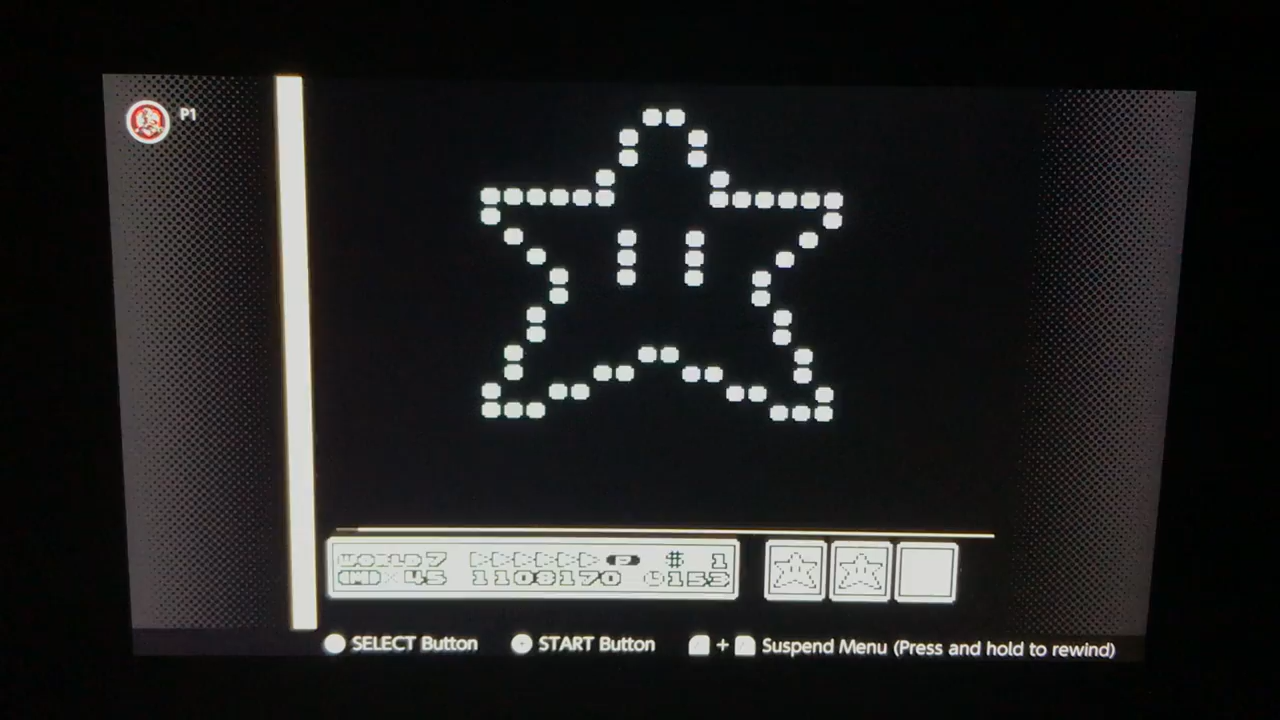 P1
WORLD 7 P $ 1
M × 45 1108170 153
SELECT Button START Button + Suspend Menu (Press and hold to rewind)